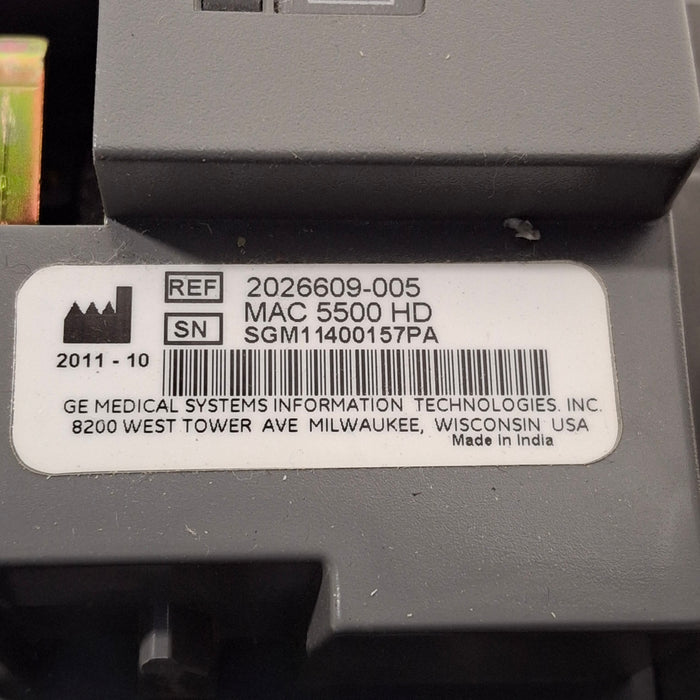 REF 2026609-005
MAC 5500 HD
SN SGM11400157PA
2011 - 10
GE MEDICAL SYSTEMS INFORMATION TECHNOLOGIES. INC.
8200 WEST TOWER AVE MILWAUKEE, WISCONSIN USA
Made in India